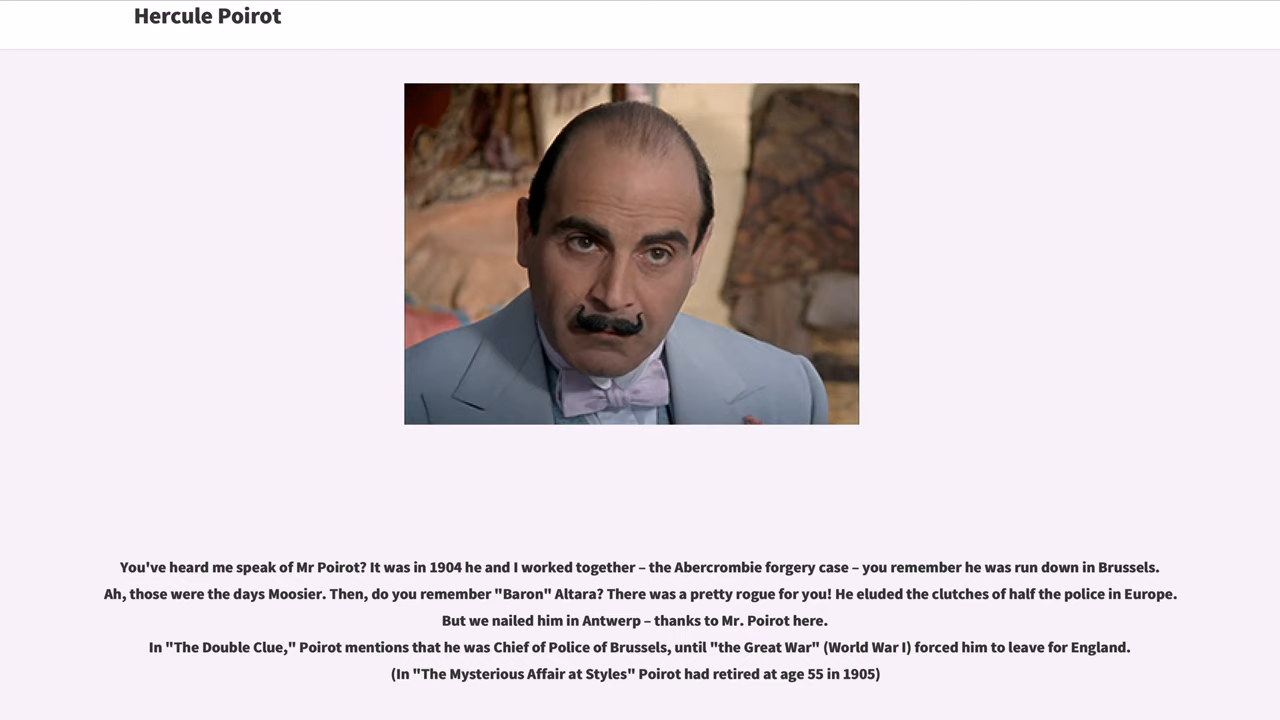 Hercule Poirot
You've heard me speak of Mr Poirot? It was in 1904 he and I worked together – the Abercrombie forgery case – you remember he was run down in Brussels.
Ah, those were the days Moosier. Then, do you remember "Baron" Altara? There was a pretty rogue for you! He eluded the clutches of half the police in Europe.
But we nailed him in Antwerp – thanks to Mr. Poirot here.
In "The Double Clue," Poirot mentions that he was Chief of Police of Brussels, until "the Great War" (World War I) forced him to leave for England.
(In "The Mysterious Affair at Styles" Poirot had retired at age 55 in 1905)